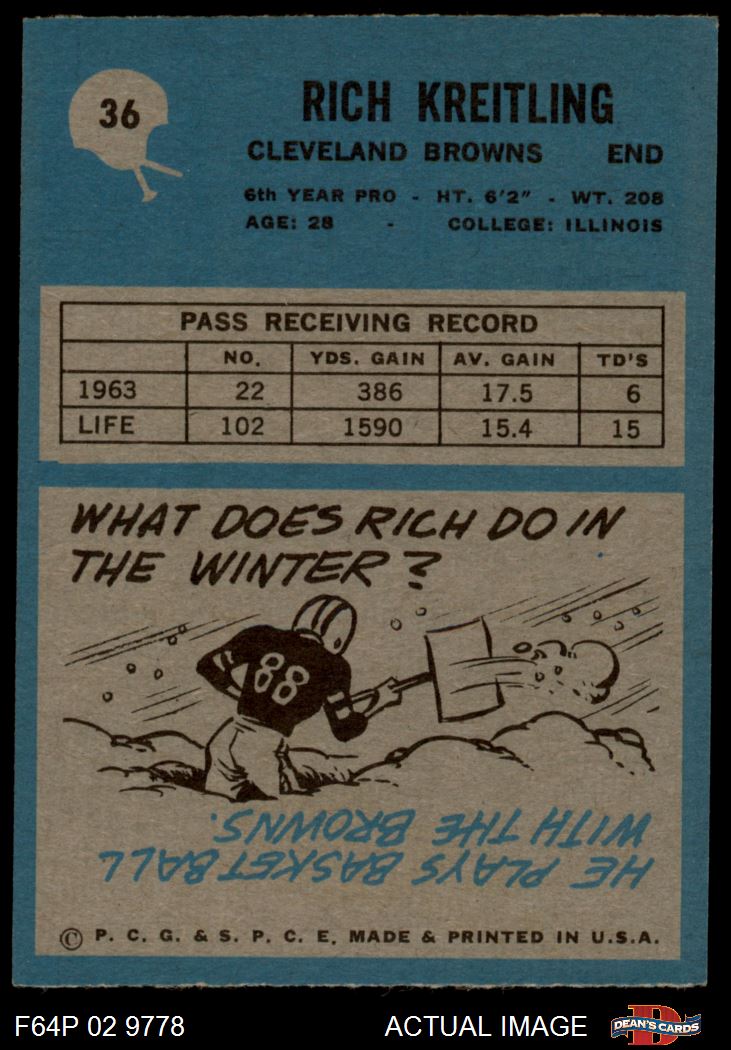 36
RICH KREITLING
CLEVELAND BROWNS END
6th YEAR PRO - HT. 6'2" - WT. 208
AGE: 28 - COLLEGE: ILLINOIS
PASS RECEIVING RECORD
NO. YDS. GAIN AV. GAIN TD'S
1963 22 386 17.5 6
LIFE 102 1590 15.4 15
WHAT DOES RICH DO IN
THE WINTER?
88
HE PLAYS BASKETBALL
WITH THE BROWNS.
© P. C. G. & S. P. C. E. MADE & PRINTED IN U.S.A.
F64P 02 9778 ACTUAL IMAGE D DEAN'S CARDS